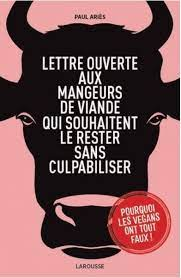 PAUL ARIÈS
LETTRE OUVERTE
AUX
MANGEURS
DE VIANDE
QUI SOUHAITENT
LE RESTER
SANS
CULPABILISER
POURQUOI
LES VEGANS
ONT TOUT
FAUX !
LAROUSSE